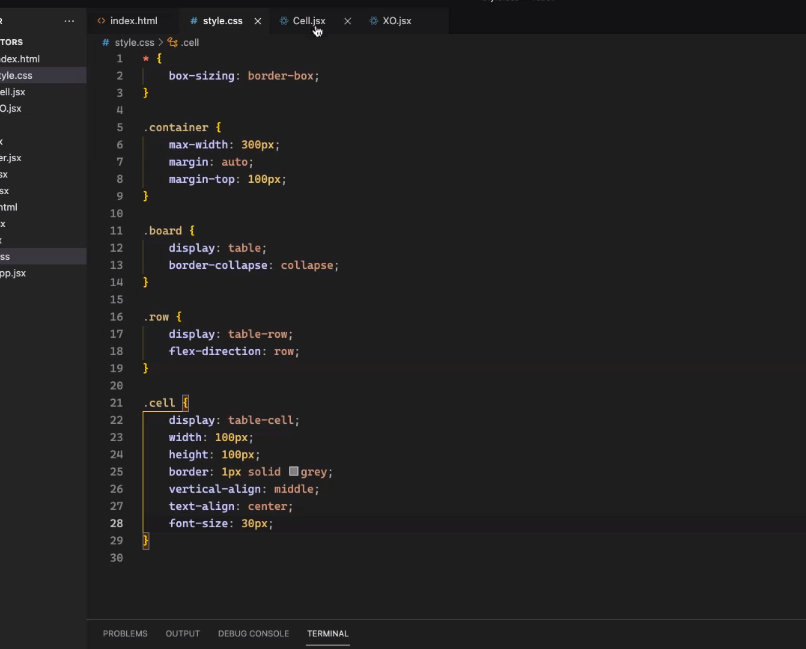 index.html
style.css
Cell.jsx
XO.jsx
R
TORS
dex.html
yle.css
ell.jsx
O.jsx
x
er.jsx
sx
sx
html
x
x
ss
pp.jsx
# style.css > .cell
1 * {
2 box-sizing: border-box;
3 }
4
5 .container {
6 max-width: 300px;
7 margin: auto;
8 margin-top: 100px;
9 }
10
11 .board {
12 display: table;
13 border-collapse: collapse;
14 }
15
16 .row {
17 display: table-row;
18 flex-direction: row;
19 }
20
21 .cell {
22 display: table-cell;
23 width: 100px;
24 height: 100px;
25 border: 1px solid grey;
26 vertical-align: middle;
27 text-align: center;
28 font-size: 30px;
29 }
30
PROBLEMS OUTPUT DEBUG CONSOLE TERMINAL